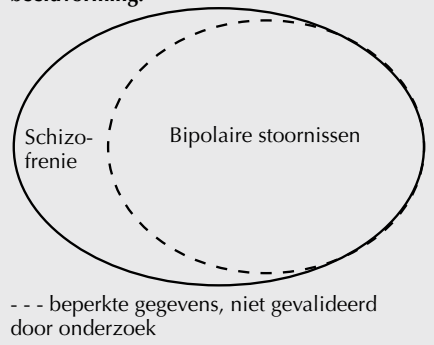 beeldvorming.
Schizo-
frenie
Bipolaire stoornissen
- - - beperkte gegevens, niet gevalideerd
door onderzoek